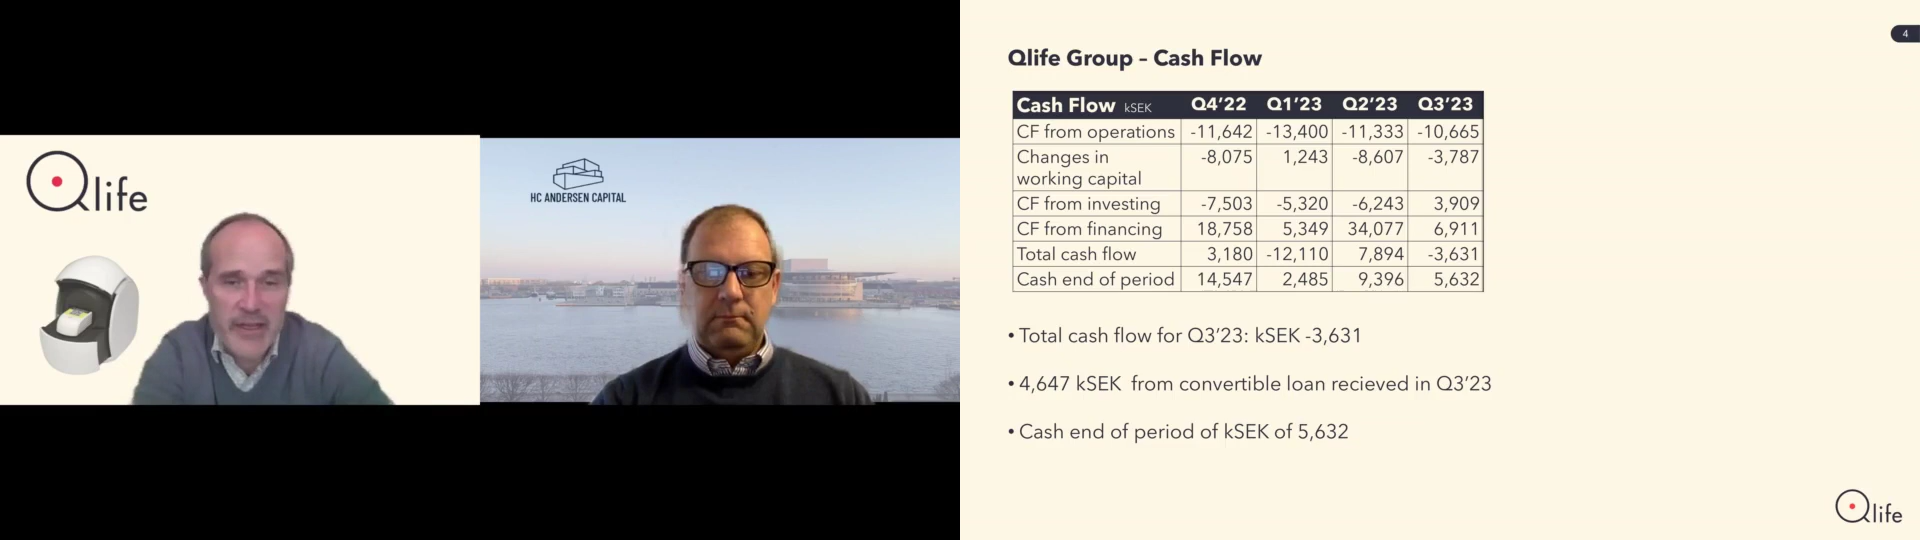 Qlife
HC ANDERSEN CAPITAL
4
Qlife Group – Cash Flow
Cash Flow kSEK Q4’22 Q1’23 Q2’23 Q3’23
CF from operations -11,642 -13,400 -11,333 -10,665
Changes in working capital -8,075 1,243 -8,607 -3,787
CF from investing -7,503 -5,320 -6,243 3,909
CF from financing 18,758 5,349 34,077 6,911
Total cash flow 3,180 -12,110 7,894 -3,631
Cash end of period 14,547 2,485 9,396 5,632
• Total cash flow for Q3’23: kSEK -3,631
• 4,647 kSEK from convertible loan recieved in Q3’23
• Cash end of period of kSEK of 5,632
Qlife